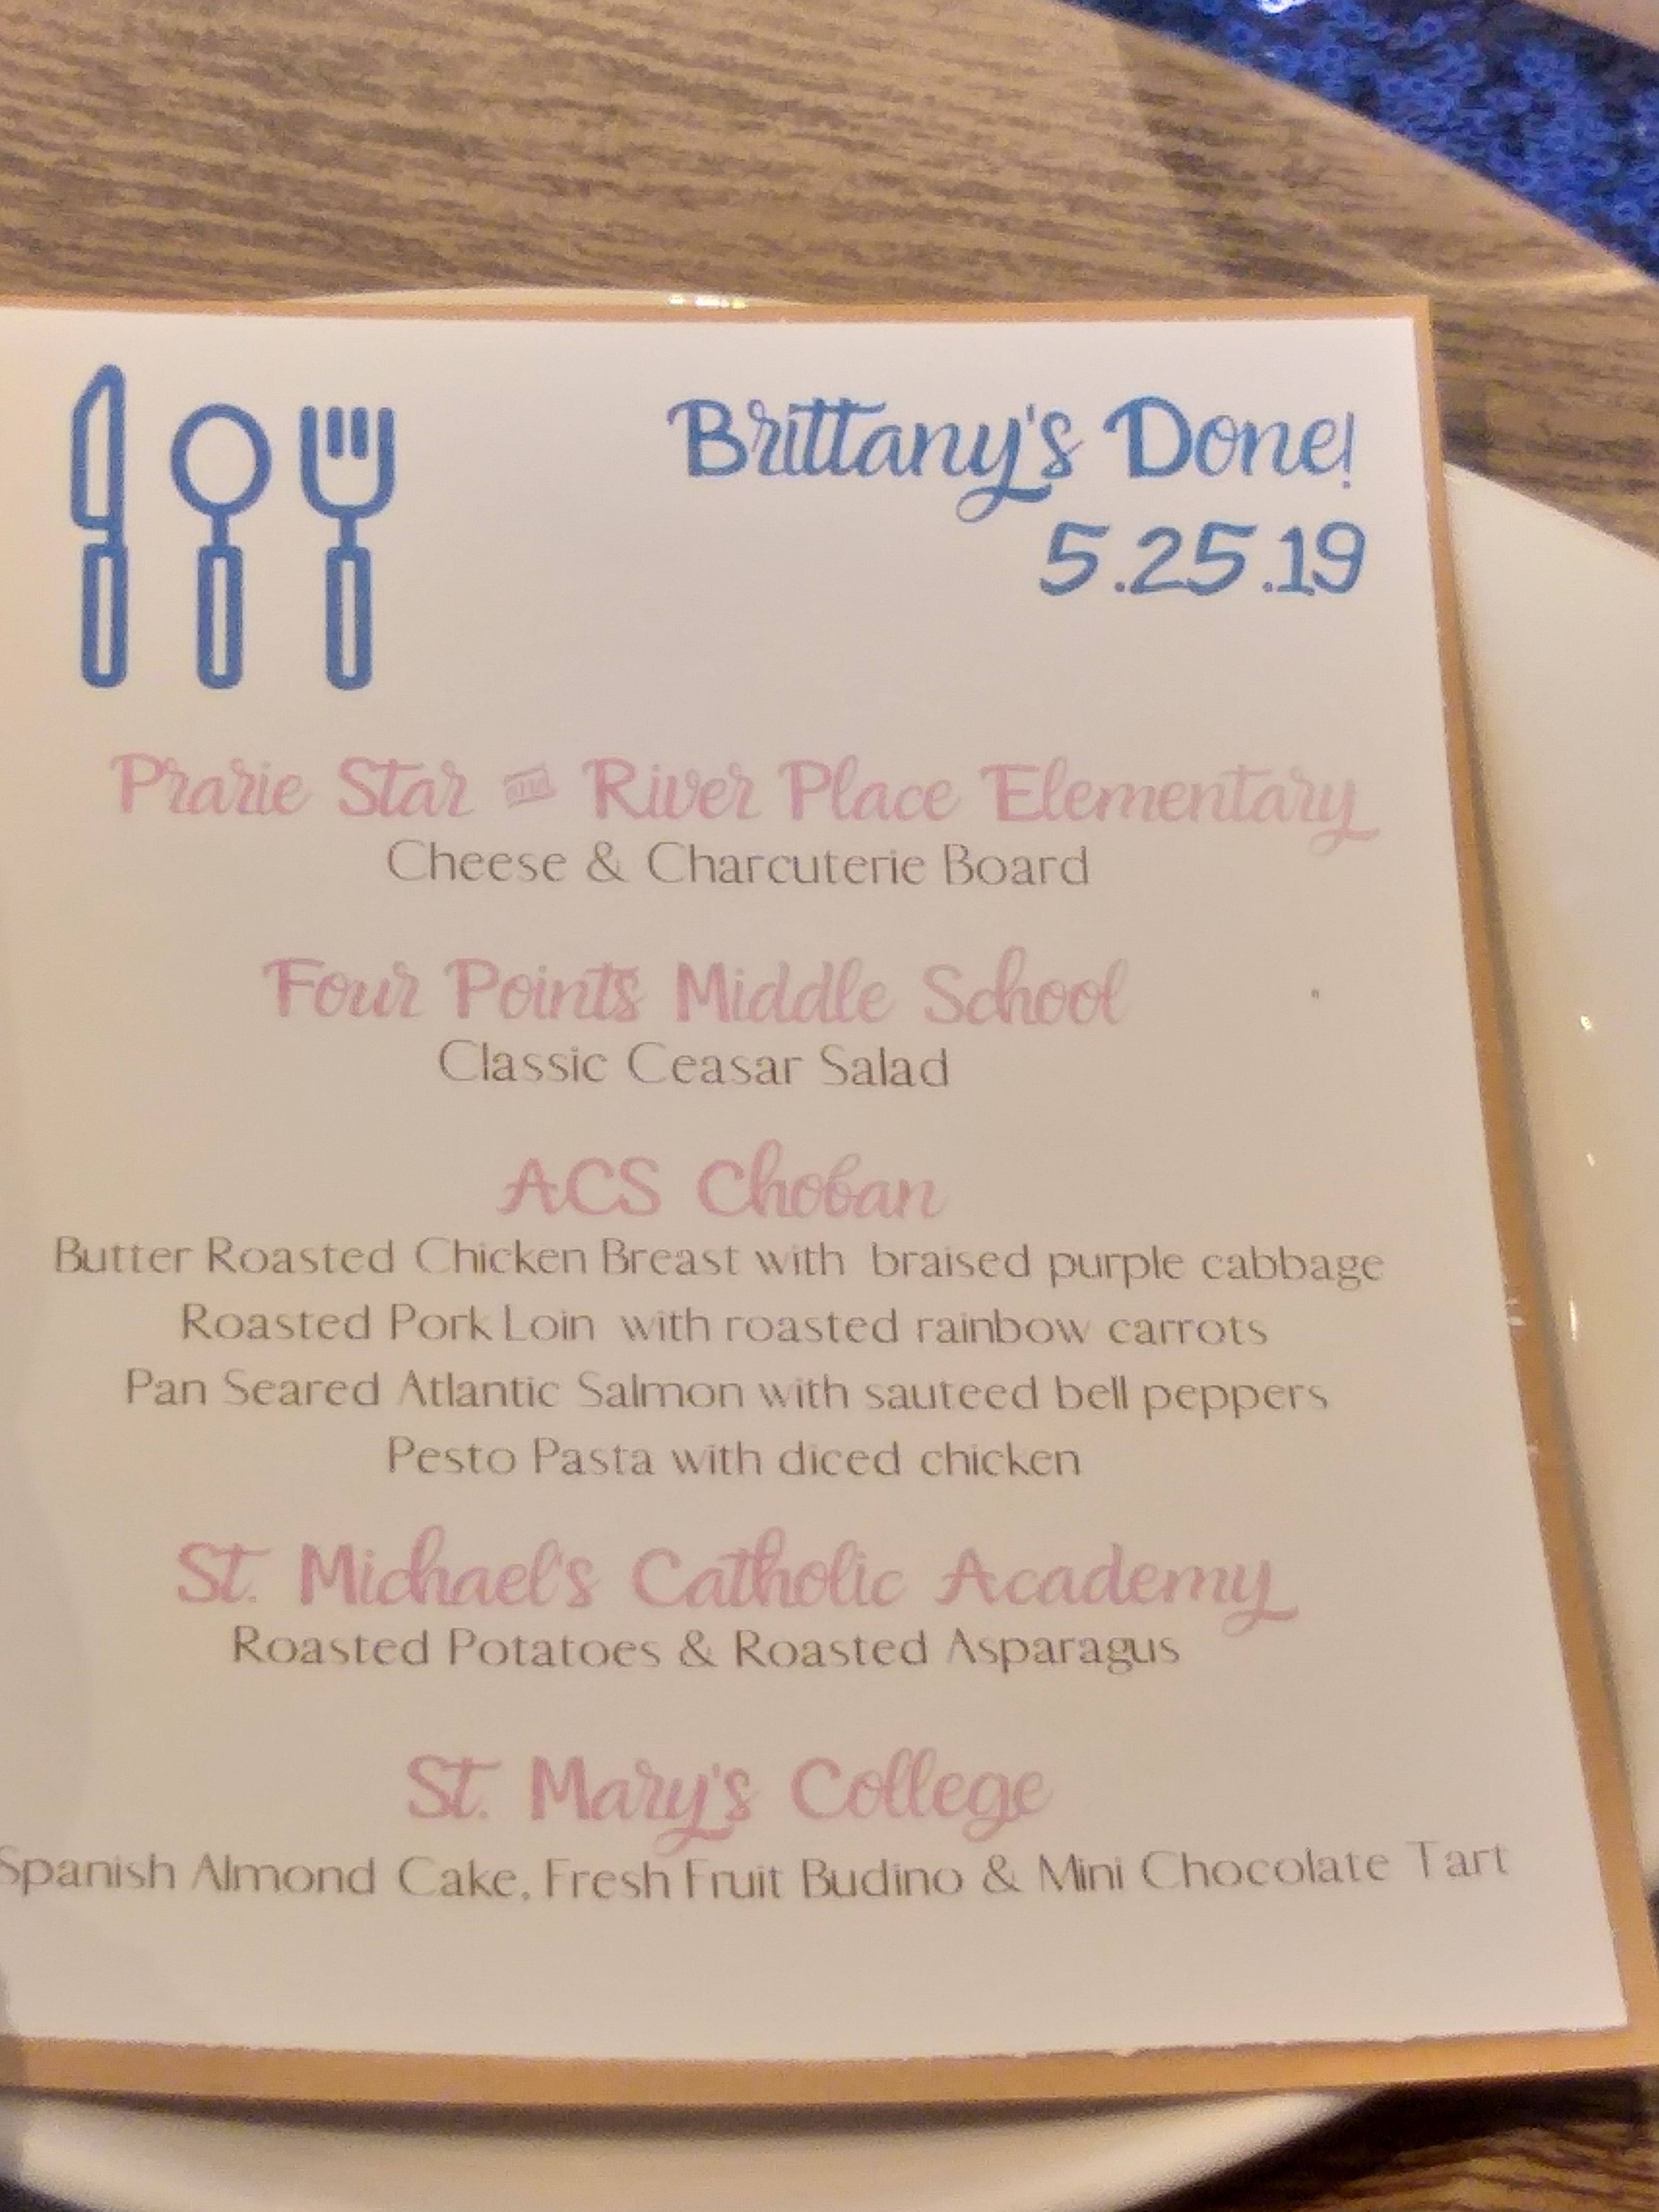 Brittany's Done!
5.25.19
Prarie Star and River Place Elementary
Cheese & Charcuterie Board
Four Points Middle School
Classic Ceasar Salad
ACS Choban
Butter Roasted Chicken Breast with braised purple cabbage
Roasted Pork Loin with roasted rainbow carrots
Pan Seared Atlantic Salmon with sauteed bell peppers
Pesto Pasta with diced chicken
St. Michael's Catholic Academy
Roasted Potatoes & Roasted Asparagus
St. Mary's College
Spanish Almond Cake, Fresh Fruit Budino & Mini Chocolate Tart